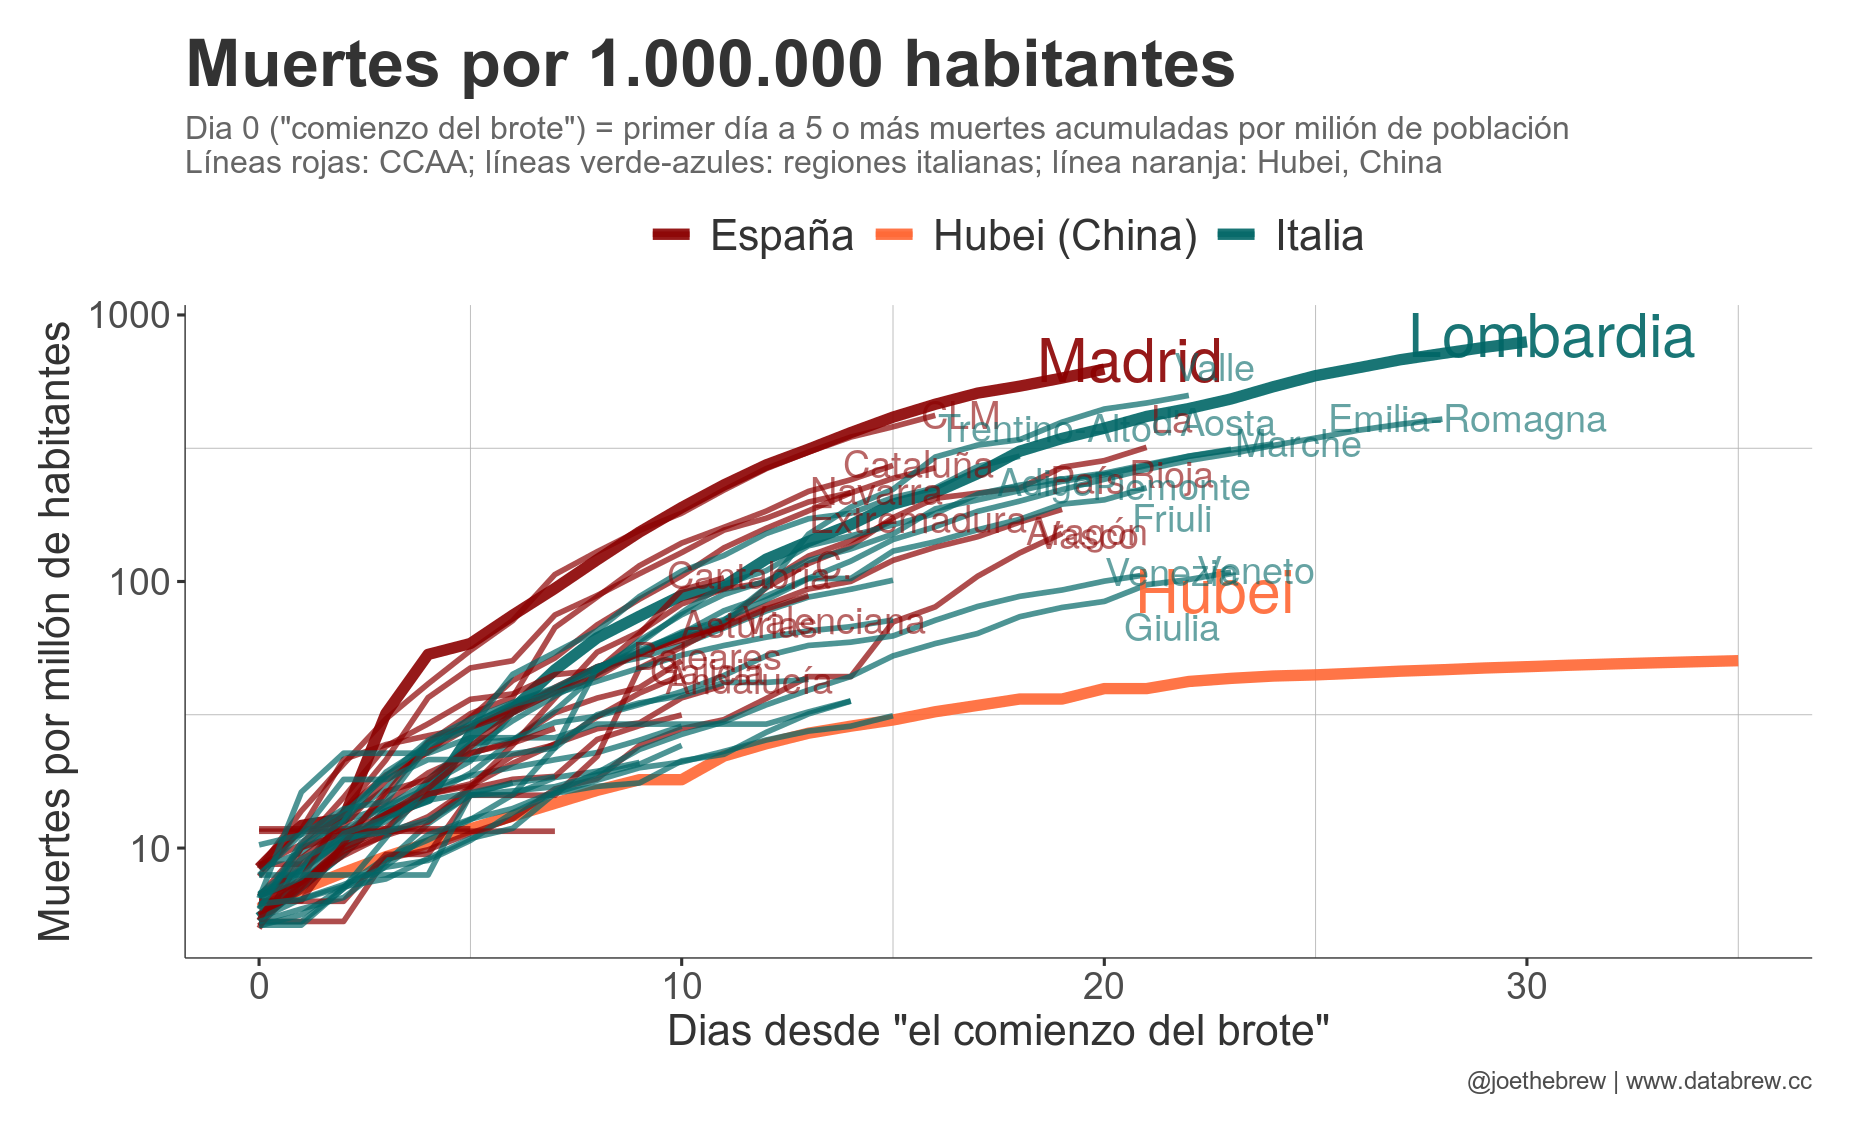 Muertes por 1.000.000 habitantes
Dia 0 ("comienzo del brote") = primer día a 5 o más muertes acumuladas por milión de población
Líneas rojas: CCAA; líneas verde-azules: regiones italianas; línea naranja: Hubei, China
España
Hubei (China)
Italia
Muertes por millón de habitantes
1000
100
10
Lombardia
Madrid
Valle
CLM
Trentino-Alto
La
d'Aosta
Emilia-Romagna
Marche
Cataluña
Adige
País
Rioja
Piemonte
Navarra
Extremadura
Friuli
Aragón
Vasco
C.
Cantabria
Venezia
Veneto
Hubei
Asturias
Valenciana
Giulia
Baleares
Galicia
Andalucía
0
10
20
30
Dias desde "el comienzo del brote"
@joethebrew | www.databrew.cc